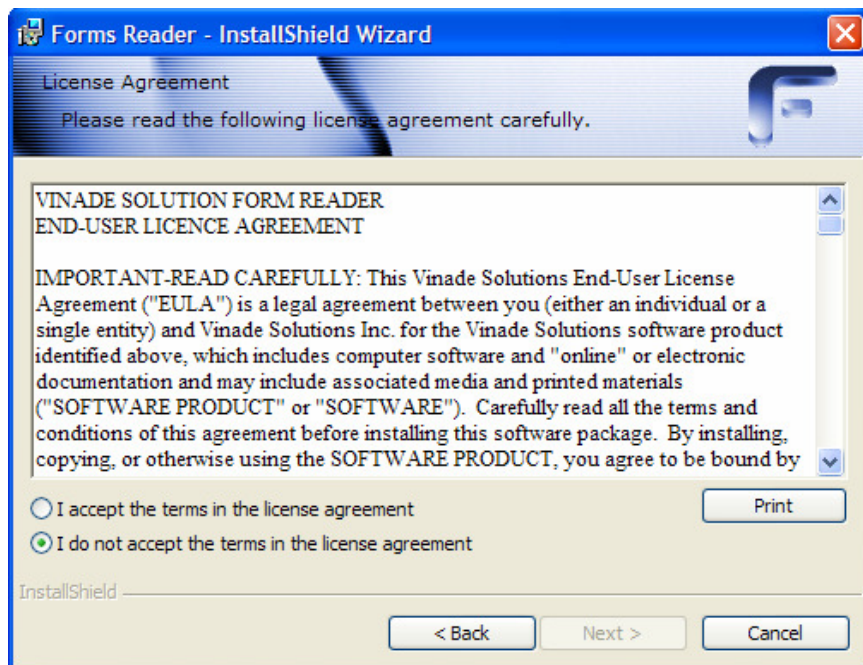 Forms Reader - InstallShield Wizard
License Agreement
Please read the following license agreement carefully.
VINADE SOLUTION FORM READER
END-USER LICENCE AGREEMENT
IMPORTANT-READ CAREFULLY: This Vinade Solutions End-User License
Agreement ("EULA") is a legal agreement between you (either an individual or a
single entity) and Vinade Solutions Inc. for the Vinade Solutions software product
identified above, which includes computer software and "online" or electronic
documentation and may include associated media and printed materials
("SOFTWARE PRODUCT" or "SOFTWARE").  Carefully read all the terms and
conditions of this agreement before installing this software package.  By installing,
copying, or otherwise using the SOFTWARE PRODUCT, you agree to be bound by
I accept the terms in the license agreement
Print
I do not accept the terms in the license agreement
InstallShield
< Back
Next >
Cancel